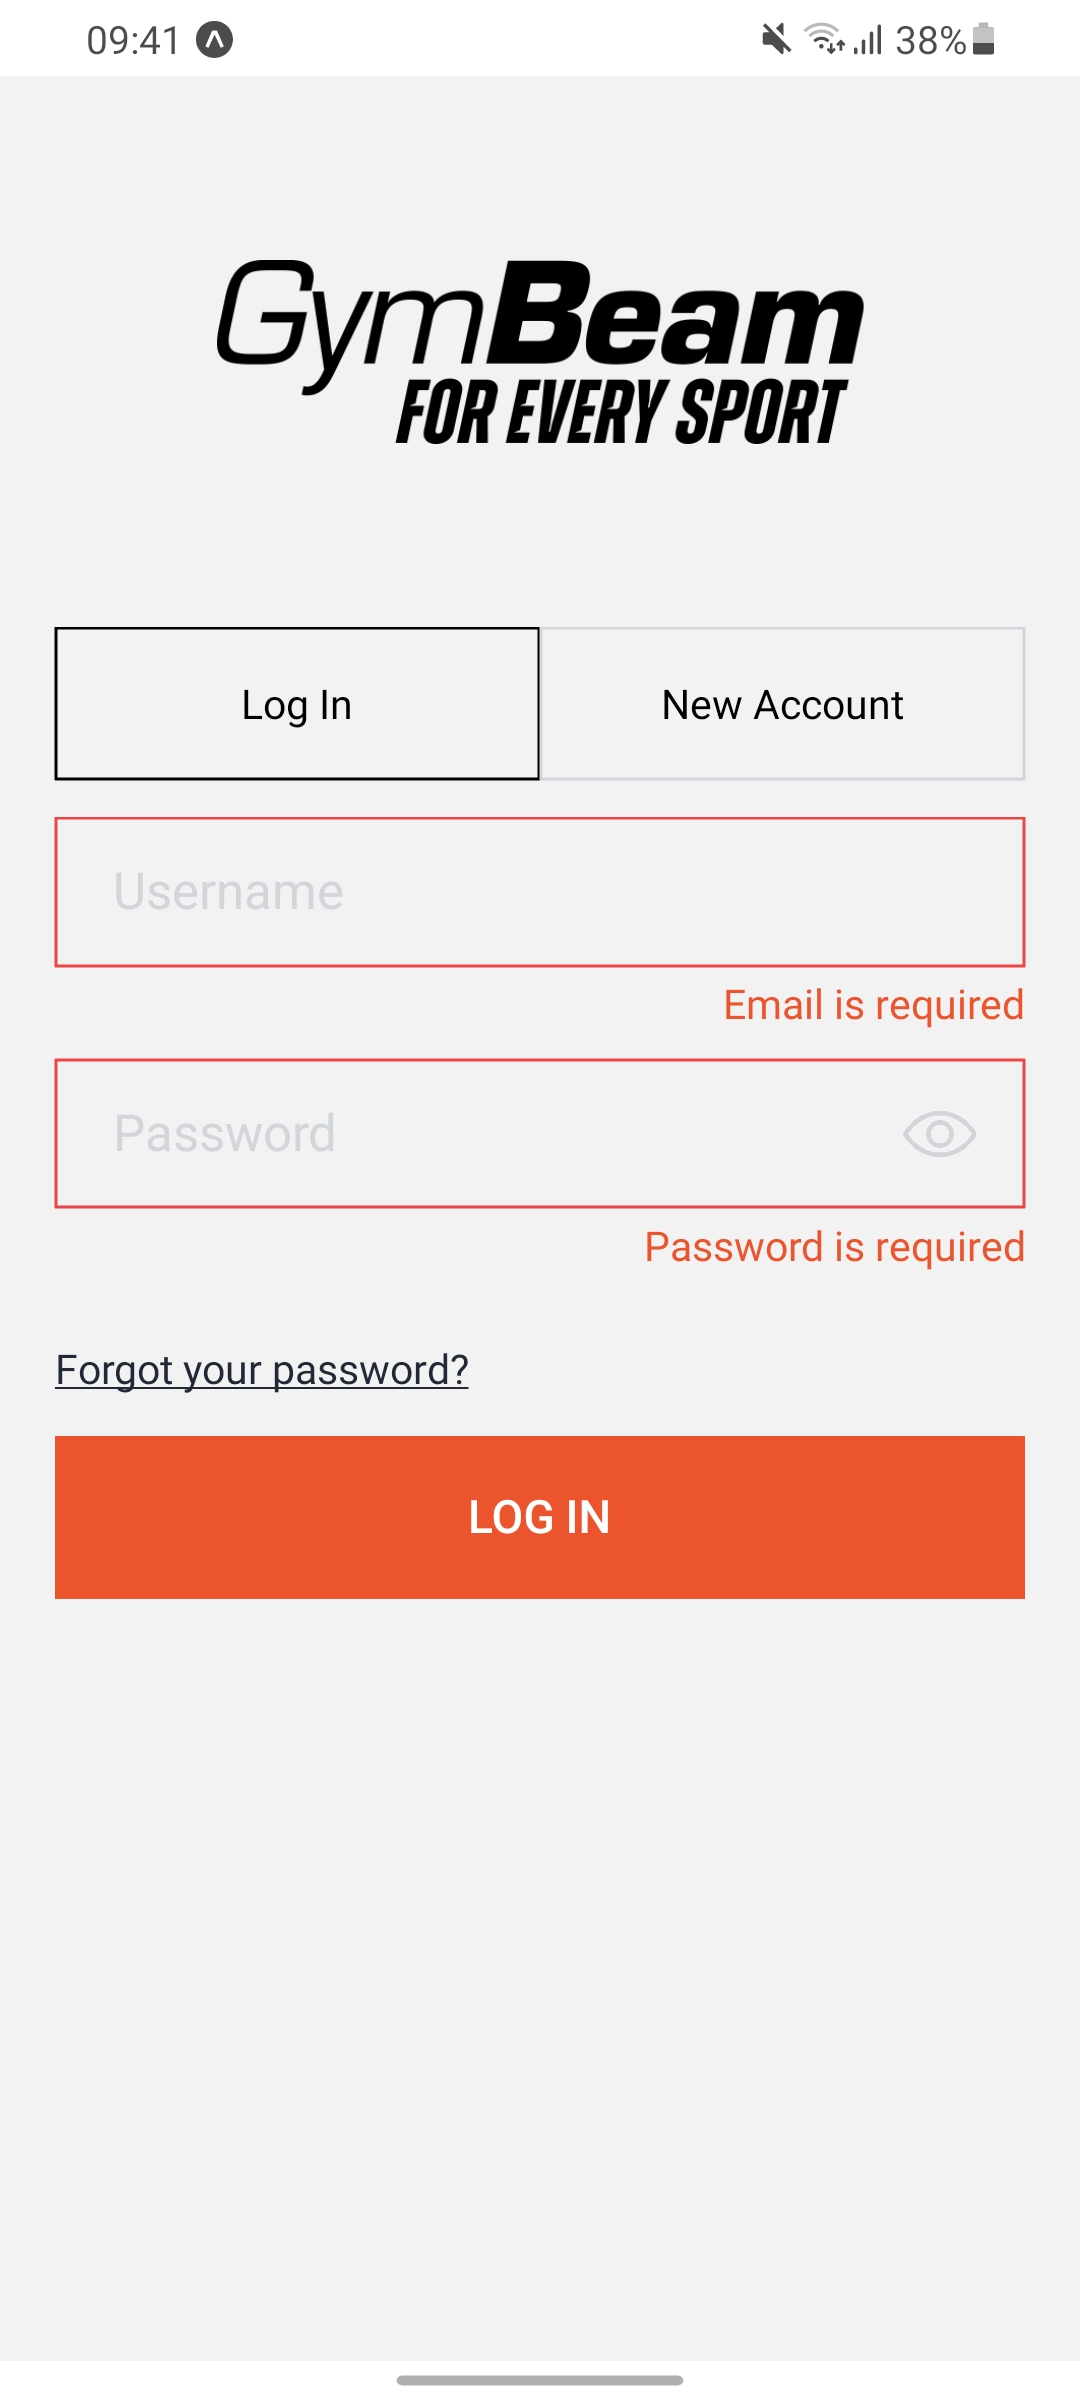 09:41
38%
GymBeam
FOR EVERY SPORT
Log In
New Account
Username
Email is required
Password
Password is required
Forgot your password?
LOG IN